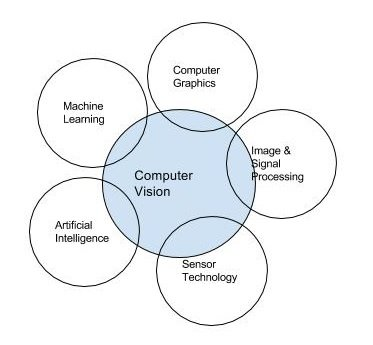 Computer
Graphics
Machine
Learning
Image &
Signal
Processing
Computer
Vision
Artificial
Intelligence
Sensor
Technology